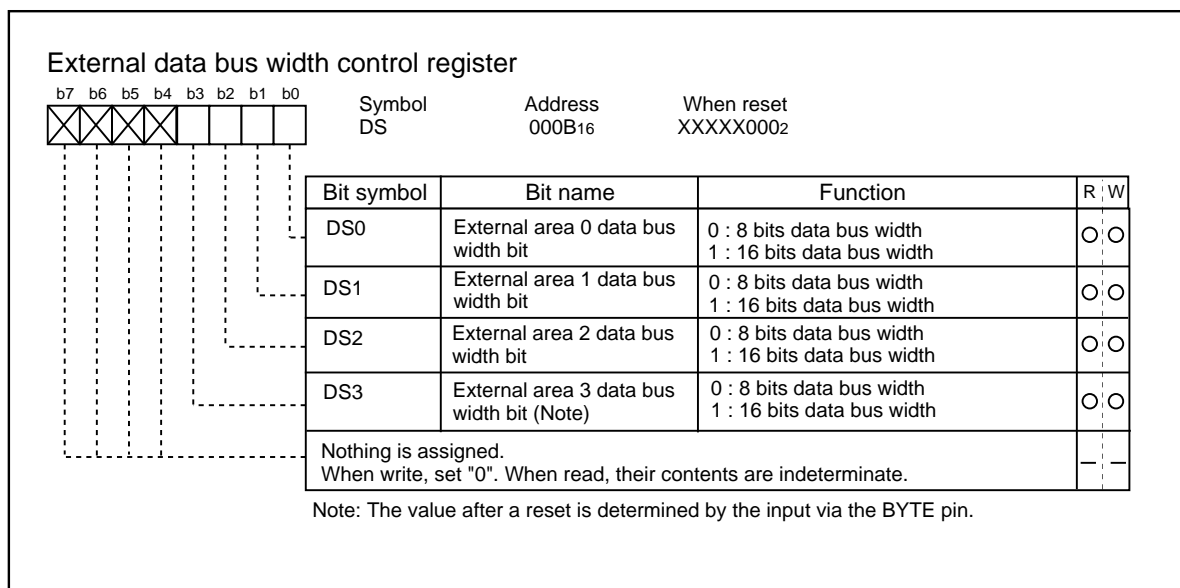 External data bus width control register
b7 b6 b5 b4 b3 b2 b1 b0
Symbol Address When reset
DS 000B16 XXXXX0002
Bit symbol Bit name Function R W
DS0 External area 0 data bus width bit 0 : 8 bits data bus width
1 : 16 bits data bus width
DS1 External area 1 data bus width bit 0 : 8 bits data bus width
1 : 16 bits data bus width
DS2 External area 2 data bus width bit 0 : 8 bits data bus width
1 : 16 bits data bus width
DS3 External area 3 data bus width bit (Note) 0 : 8 bits data bus width
1 : 16 bits data bus width
Nothing is assigned.
When write, set "0". When read, their contents are indeterminate. – –
Note: The value after a reset is determined by the input via the BYTE pin.